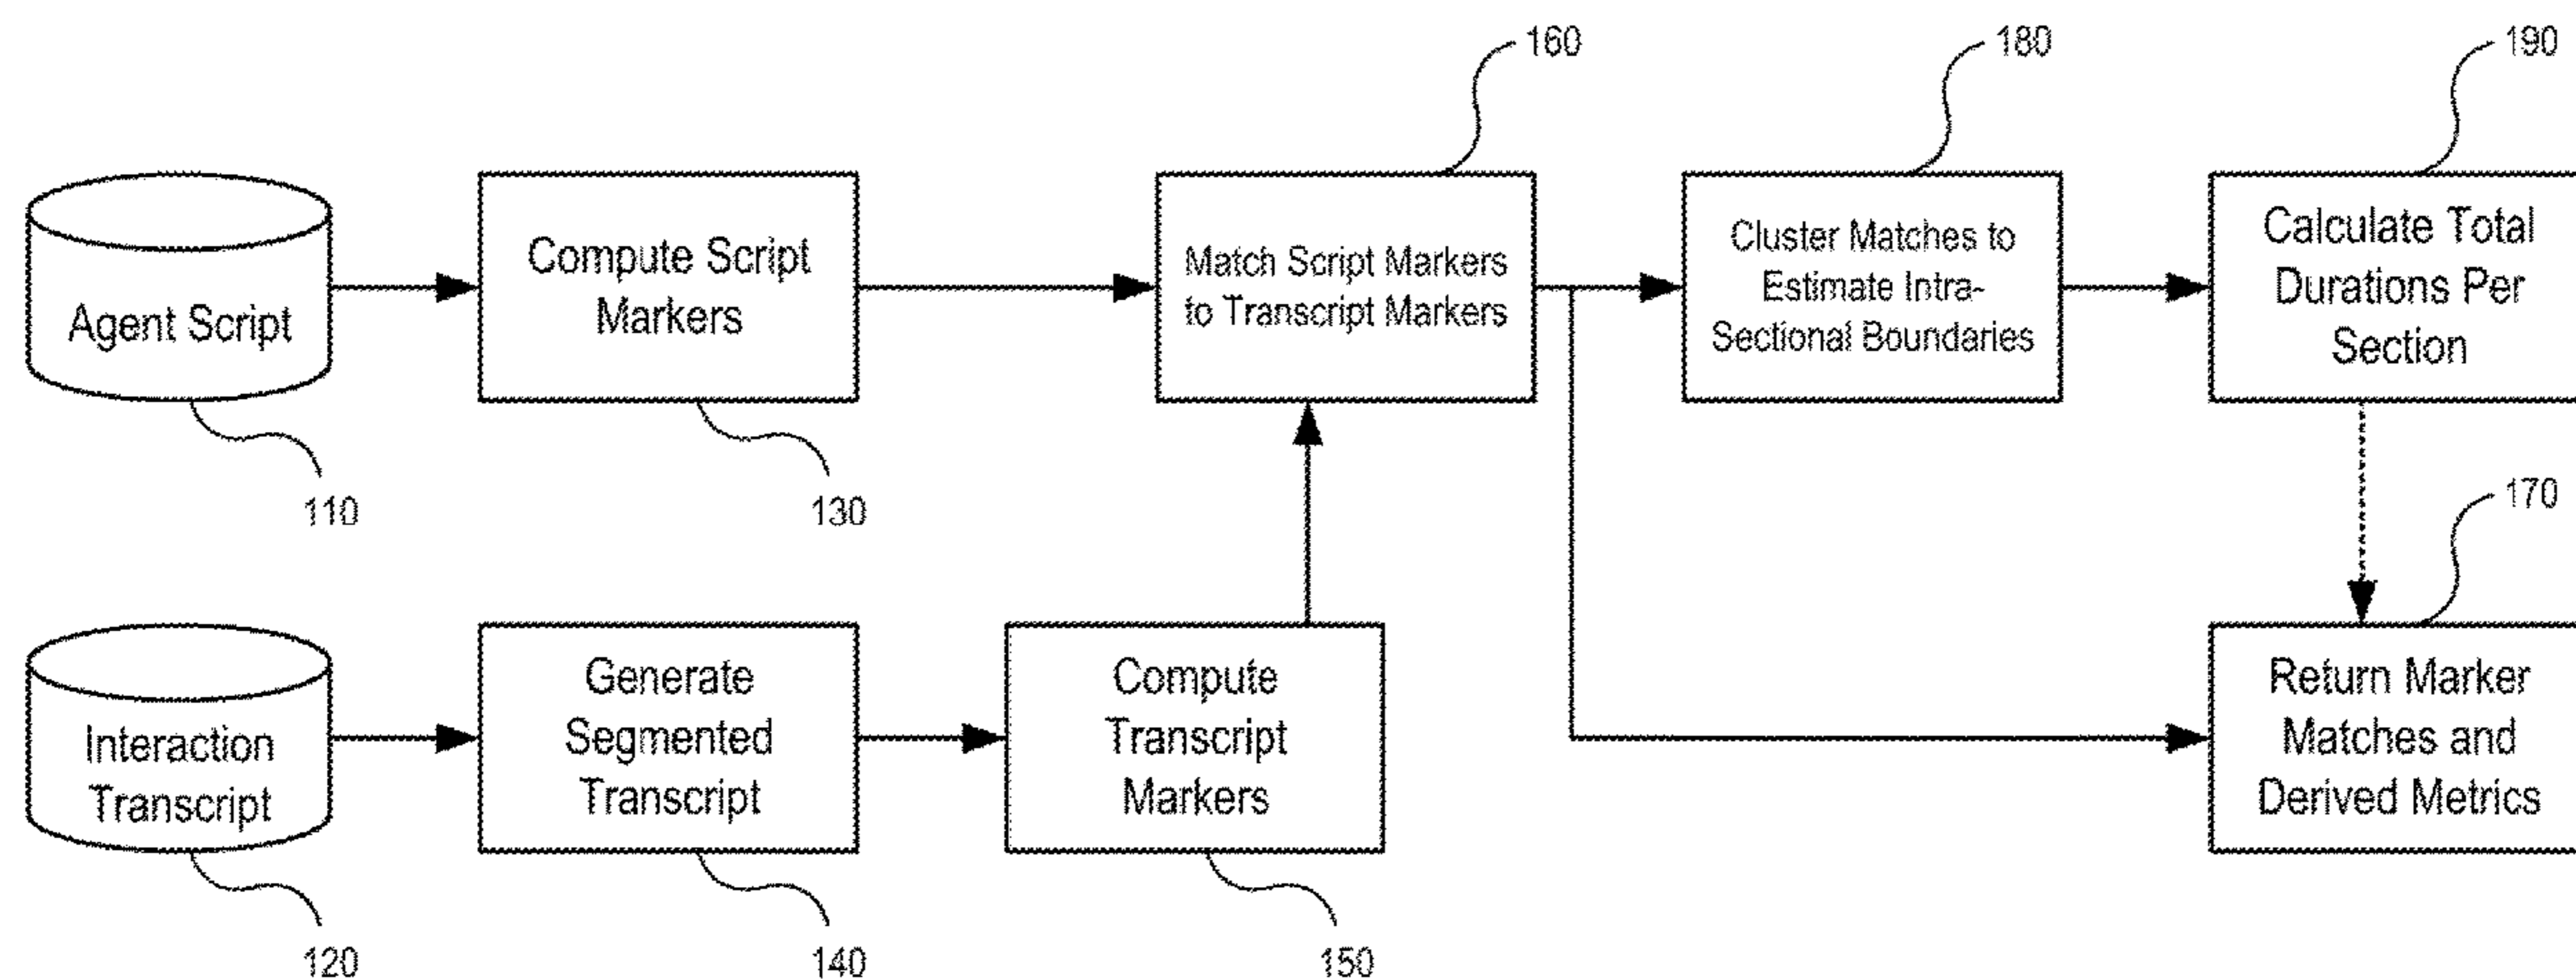 160
180
190
Agent Script
Compute Script
Markers
Match Script Markers
to Transcript Markers
Cluster Matches to
Estimate Intra-
Sectional Boundaries
Calculate Total
Durations Per
Section
110
130
170
Interaction
Transcript
Generate
Segmented
Transcript
Compute
Transcript
Markers
Return Marker
Matches and
Derived Metrics
120
140
150